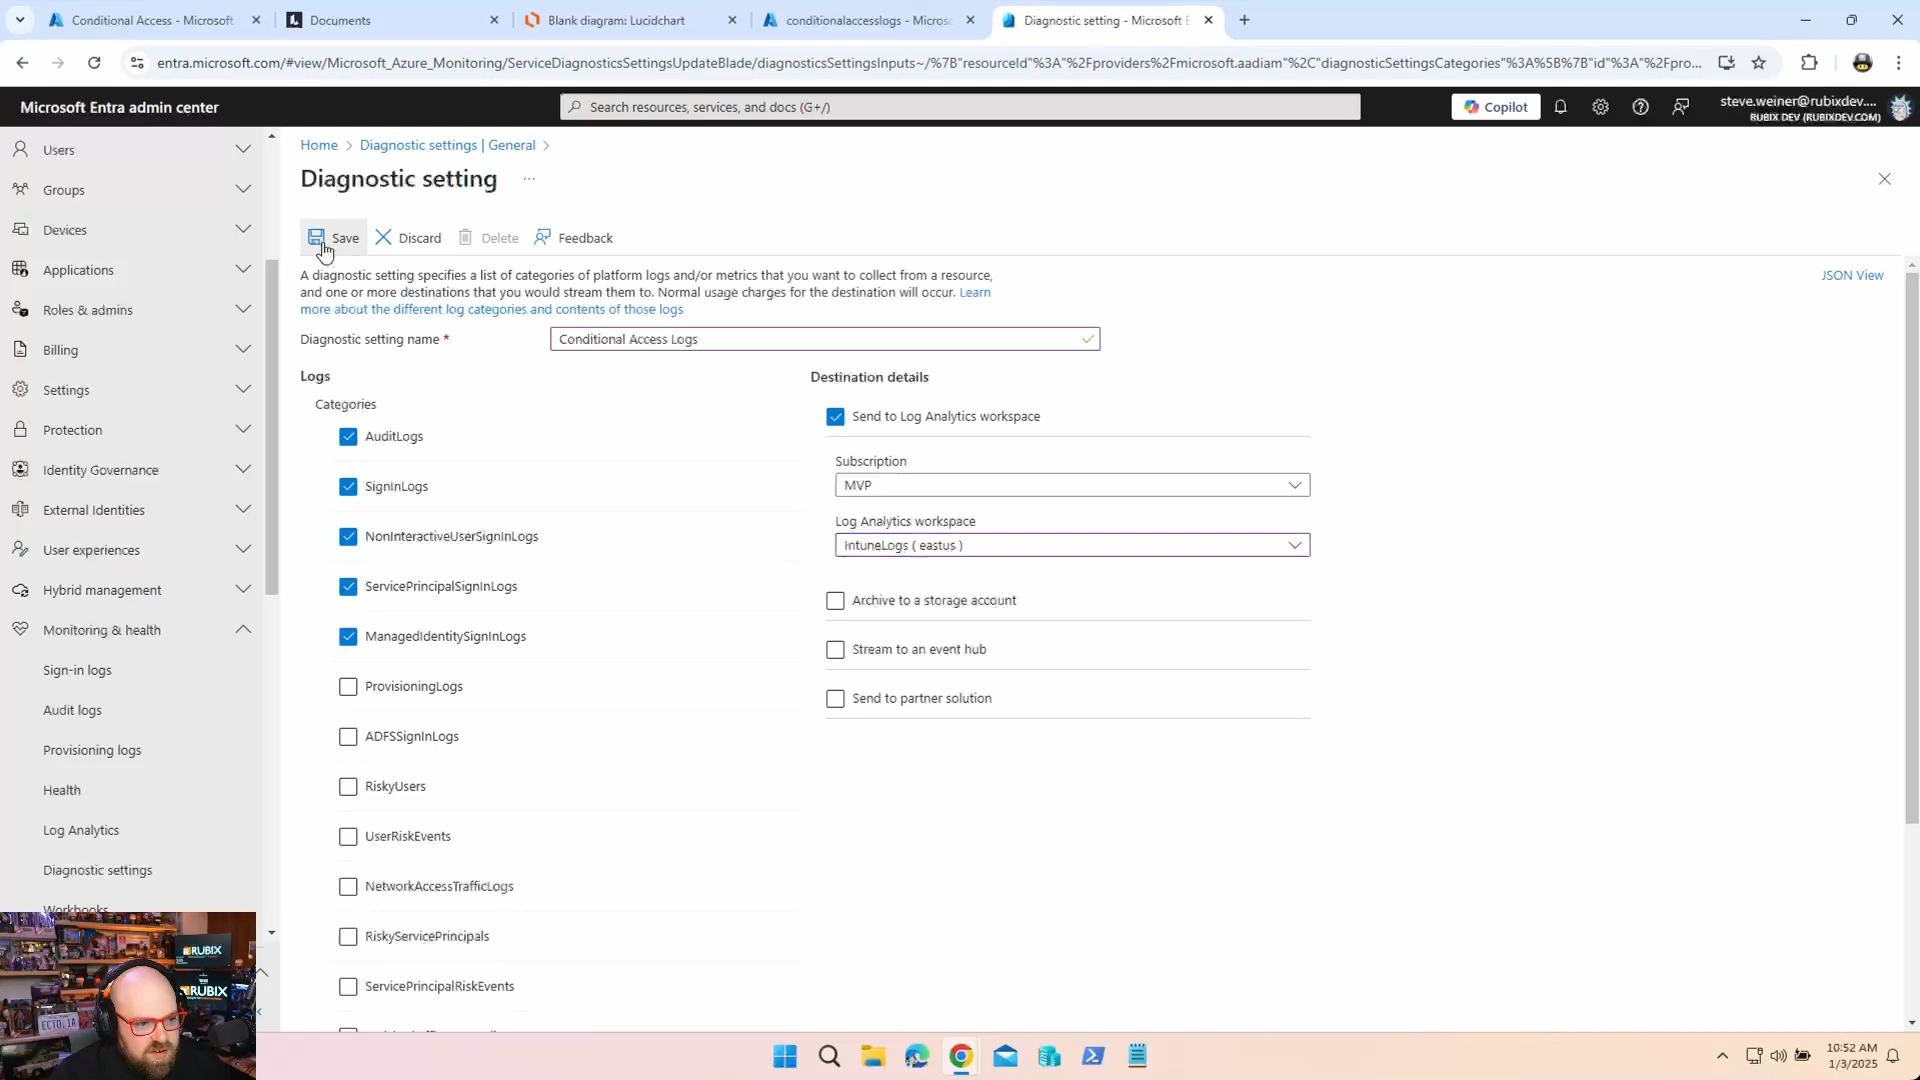 Conditional Access - Microsoft
Documents
Blank diagram: Lucidchart
conditionalaccesslogs - Micros
Diagnostic setting - Microsoft E
entra.microsoft.com/#view/Microsoft_Azure_Monitoring/ServiceDiagnosticsSettingsUpdateBlade/diagnosticsSettingsInputs~/%7B"resourceId"%3A"%2Fproviders%2Fmicrosoft.aadiam"%2C"diagnosticSettingsCategories"%3A%5B%7B"id"%3A"%2Fpro...
Microsoft Entra admin center
Search resources, services, and docs (G+/)
Copilot
steve.weiner@rubixdev....
RUBIX DEV (RUBIXDEV.COM)
Users
Groups
Devices
Applications
Roles & admins
Billing
Settings
Protection
Identity Governance
External Identities
User experiences
Hybrid management
Monitoring & health
Sign-in logs
Audit logs
Provisioning logs
Health
Log Analytics
Diagnostic settings
Workbooks
Home > Diagnostic settings | General >
Diagnostic setting ...
Save
Discard
Delete
Feedback
A diagnostic setting specifies a list of categories of platform logs and/or metrics that you want to collect from a resource,
and one or more destinations that you would stream them to. Normal usage charges for the destination will occur. Learn
more about the different log categories and contents of those logs
JSON View
Diagnostic setting name *
Conditional Access Logs
Logs
Categories
AuditLogs
SignInLogs
NonInteractiveUserSignInLogs
ServicePrincipalSignInLogs
ManagedIdentitySignInLogs
ProvisioningLogs
ADFSSignInLogs
RiskyUsers
UserRiskEvents
NetworkAccessTrafficLogs
RiskyServicePrincipals
ServicePrincipalRiskEvents
Destination details
Send to Log Analytics workspace
Subscription
MVP
Log Analytics workspace
IntuneLogs ( eastus )
Archive to a storage account
Stream to an event hub
Send to partner solution
RUBIX
RUBIX
ECTO.1A
10:52 AM
1/3/2025